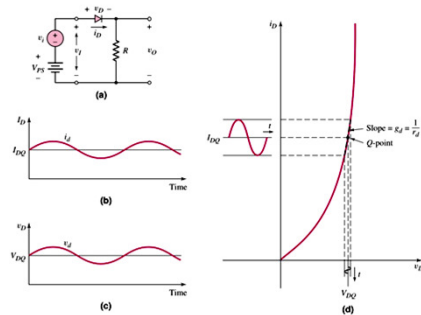 + v_D −
i_D
v_i
+
−
V_PS
+
−
+
v_I
−
R
+
v_O
−
(a)
I_D
i_d
I_DQ
Time
(b)
v_D
v_d
V_DQ
Time
(c)
i_D
t
I_DQ
Slope = g_d = 1/r_d
Q-point
t
V_DQ
(d)